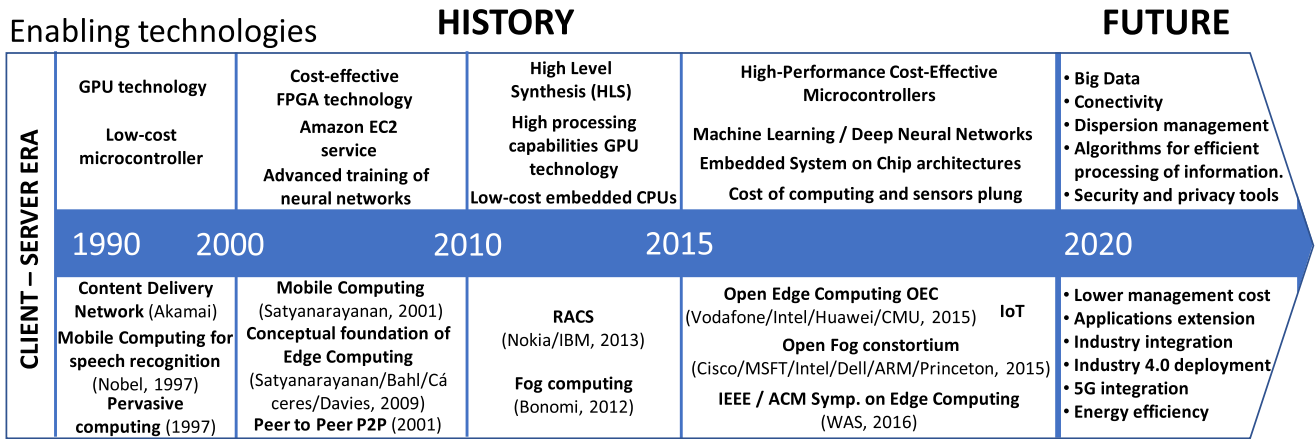 Enabling technologies
HISTORY
FUTURE
CLIENT – SERVER ERA
GPU technology
Low-cost
microcontroller
Cost-effective
FPGA technology
Amazon EC2
service
Advanced training of
neural networks
High Level
Synthesis (HLS)
High processing
capabilities GPU
technology
Low-cost embedded CPUs
High-Performance Cost-Effective
Microcontrollers
Machine Learning / Deep Neural Networks
Embedded System on Chip architectures
Cost of computing and sensors plung
• Big Data
• Conectivity
• Dispersion management
• Algorithms for efficient
processing of information.
• Security and privacy tools
1990
2000
2010
2015
2020
Content Delivery
Network (Akamai)
Mobile Computing for
speech recognition
(Nobel, 1997)
Pervasive
computing (1997)
Mobile Computing
(Satyanarayanan, 2001)
Conceptual foundation of
Edge Computing
(Satyanarayanan/Bahl/Cá
ceres/Davies, 2009)
Peer to Peer P2P (2001)
RACS
(Nokia/IBM, 2013)
Fog computing
(Bonomi, 2012)
Open Edge Computing OEC
(Vodafone/Intel/Huawei/CMU, 2015)
IoT
Open Fog constortium
(Cisco/MSFT/Intel/Dell/ARM/Princeton, 2015)
IEEE / ACM Symp. on Edge Computing
(WAS, 2016)
• Lower management cost
• Applications extension
• Industry integration
• Industry 4.0 deployment
• 5G integration
• Energy efficiency